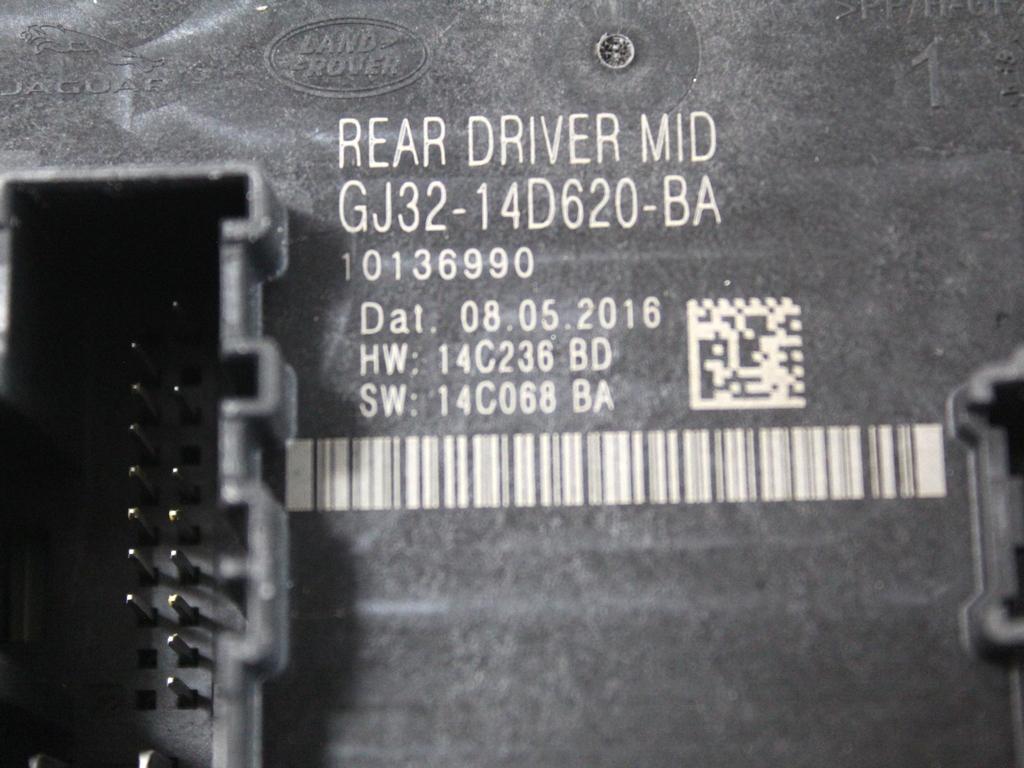 JAGUAR
LAND
ROVER
1
REAR DRIVER MID
GJ32-14D620-BA
10136990
Dat. 08.05.2016
HW: 14C236 BD
SW: 14C068 BA